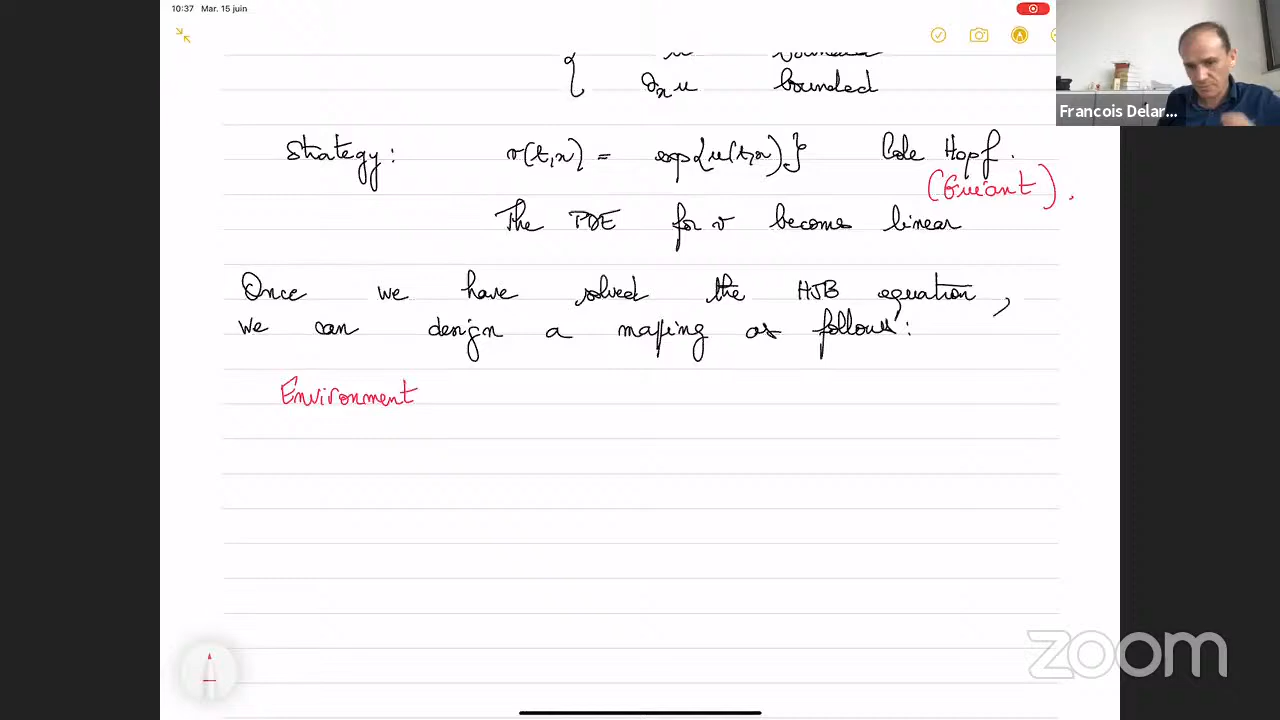 10:37 Mar. 15 juin
{ ∂ₓu bounded
Strategy: v(t,x) = exp{u(t,x)} Cole Hopf.
(Guéant).
The PDE for v becomes linear
Once we have solved the HJB equation,
we can design a mapping as follows:
Environment
Francois Delar...
zoom